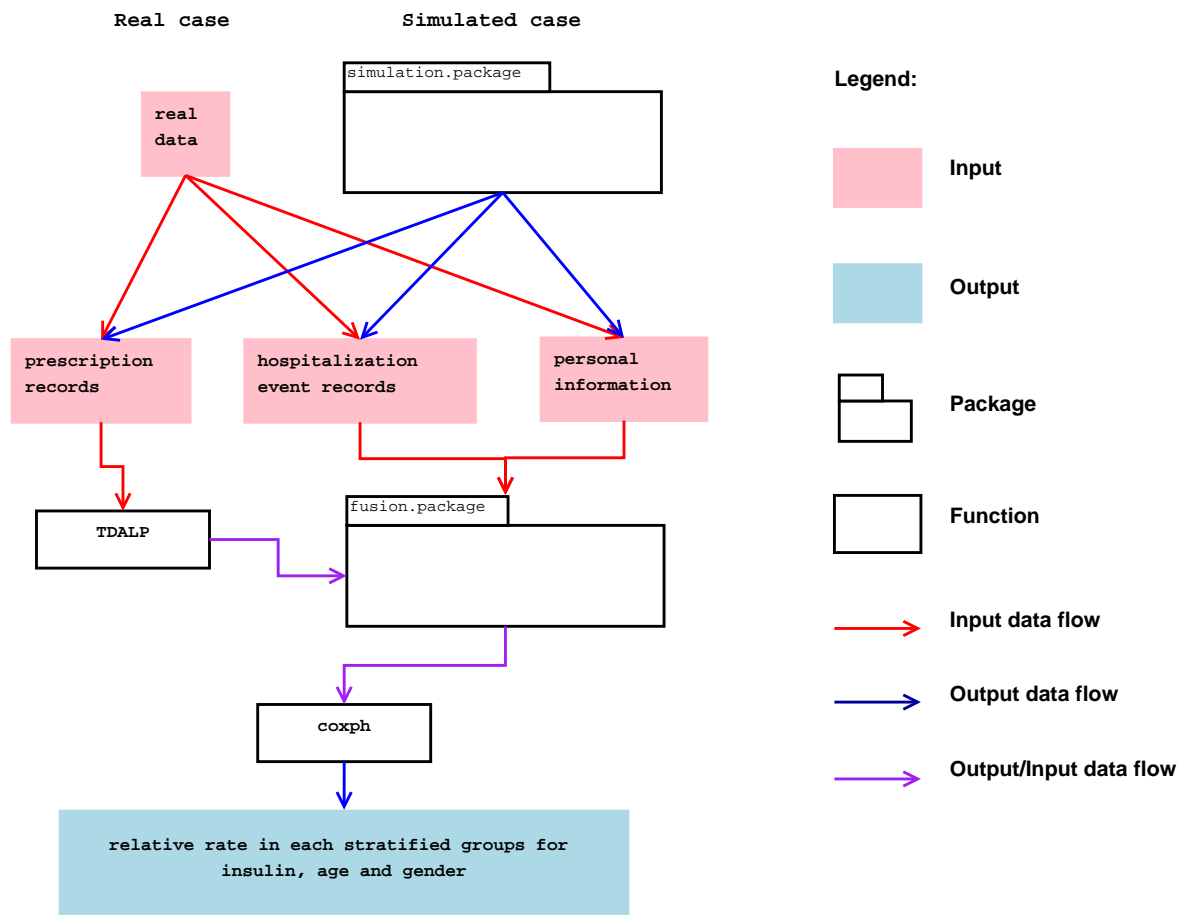 Real case
Simulated case
simulation.package
real
data
prescription
records
hospitalization
event records
personal
information
fusion.package
TDALP
coxph
relative rate in each stratified groups for
insulin, age and gender
Legend:
Input
Output
Package
Function
Input data flow
Output data flow
Output/Input data flow